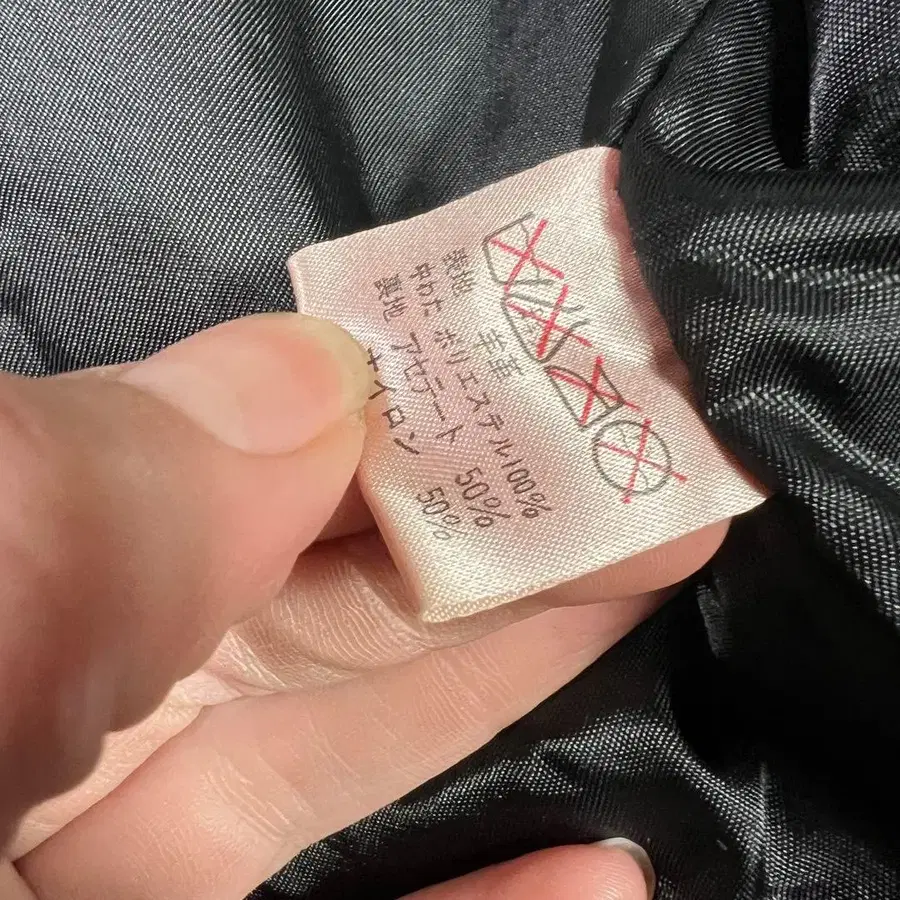 表地 羊革
中わた ポリエステル100%
裏地 アセテート 50%
ナイロン 50%